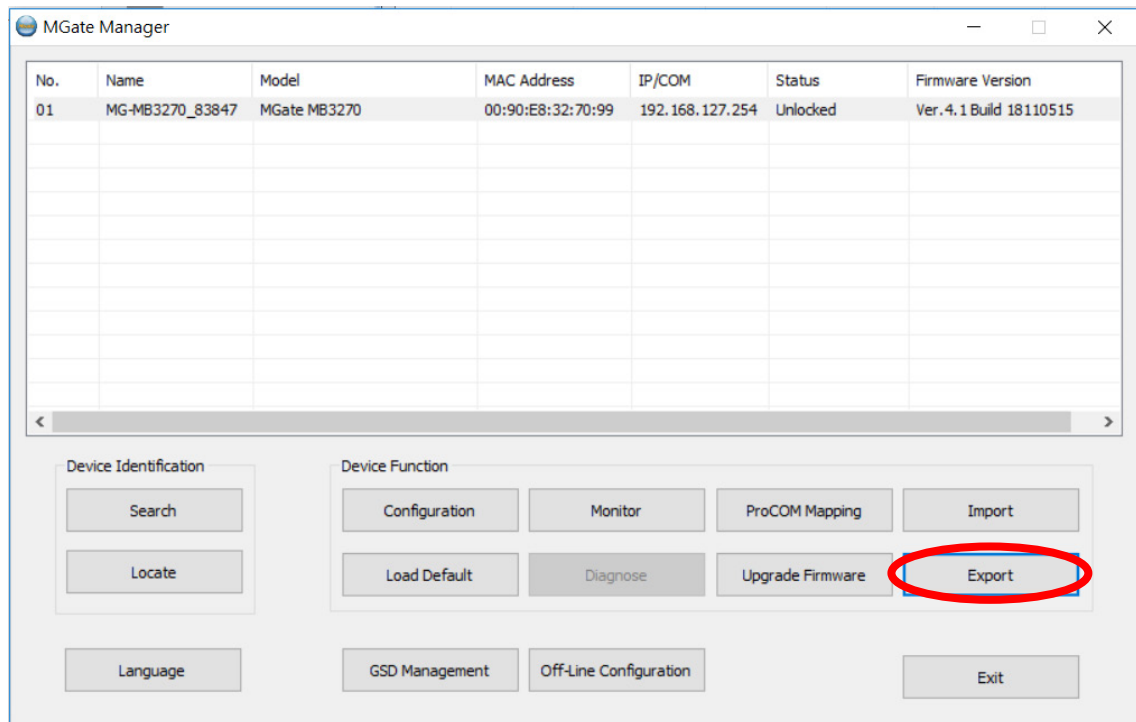 MGate Manager
No. Name Model MAC Address IP/COM Status Firmware Version
01 MG-MB3270_83847 MGate MB3270 00:90:E8:32:70:99 192.168.127.254 Unlocked Ver.4.1 Build 18110515
Device Identification Device Function
Search Configuration Monitor ProCOM Mapping Import
Locate Load Default Diagnose Upgrade Firmware Export
Language GSD Management Off-Line Configuration Exit